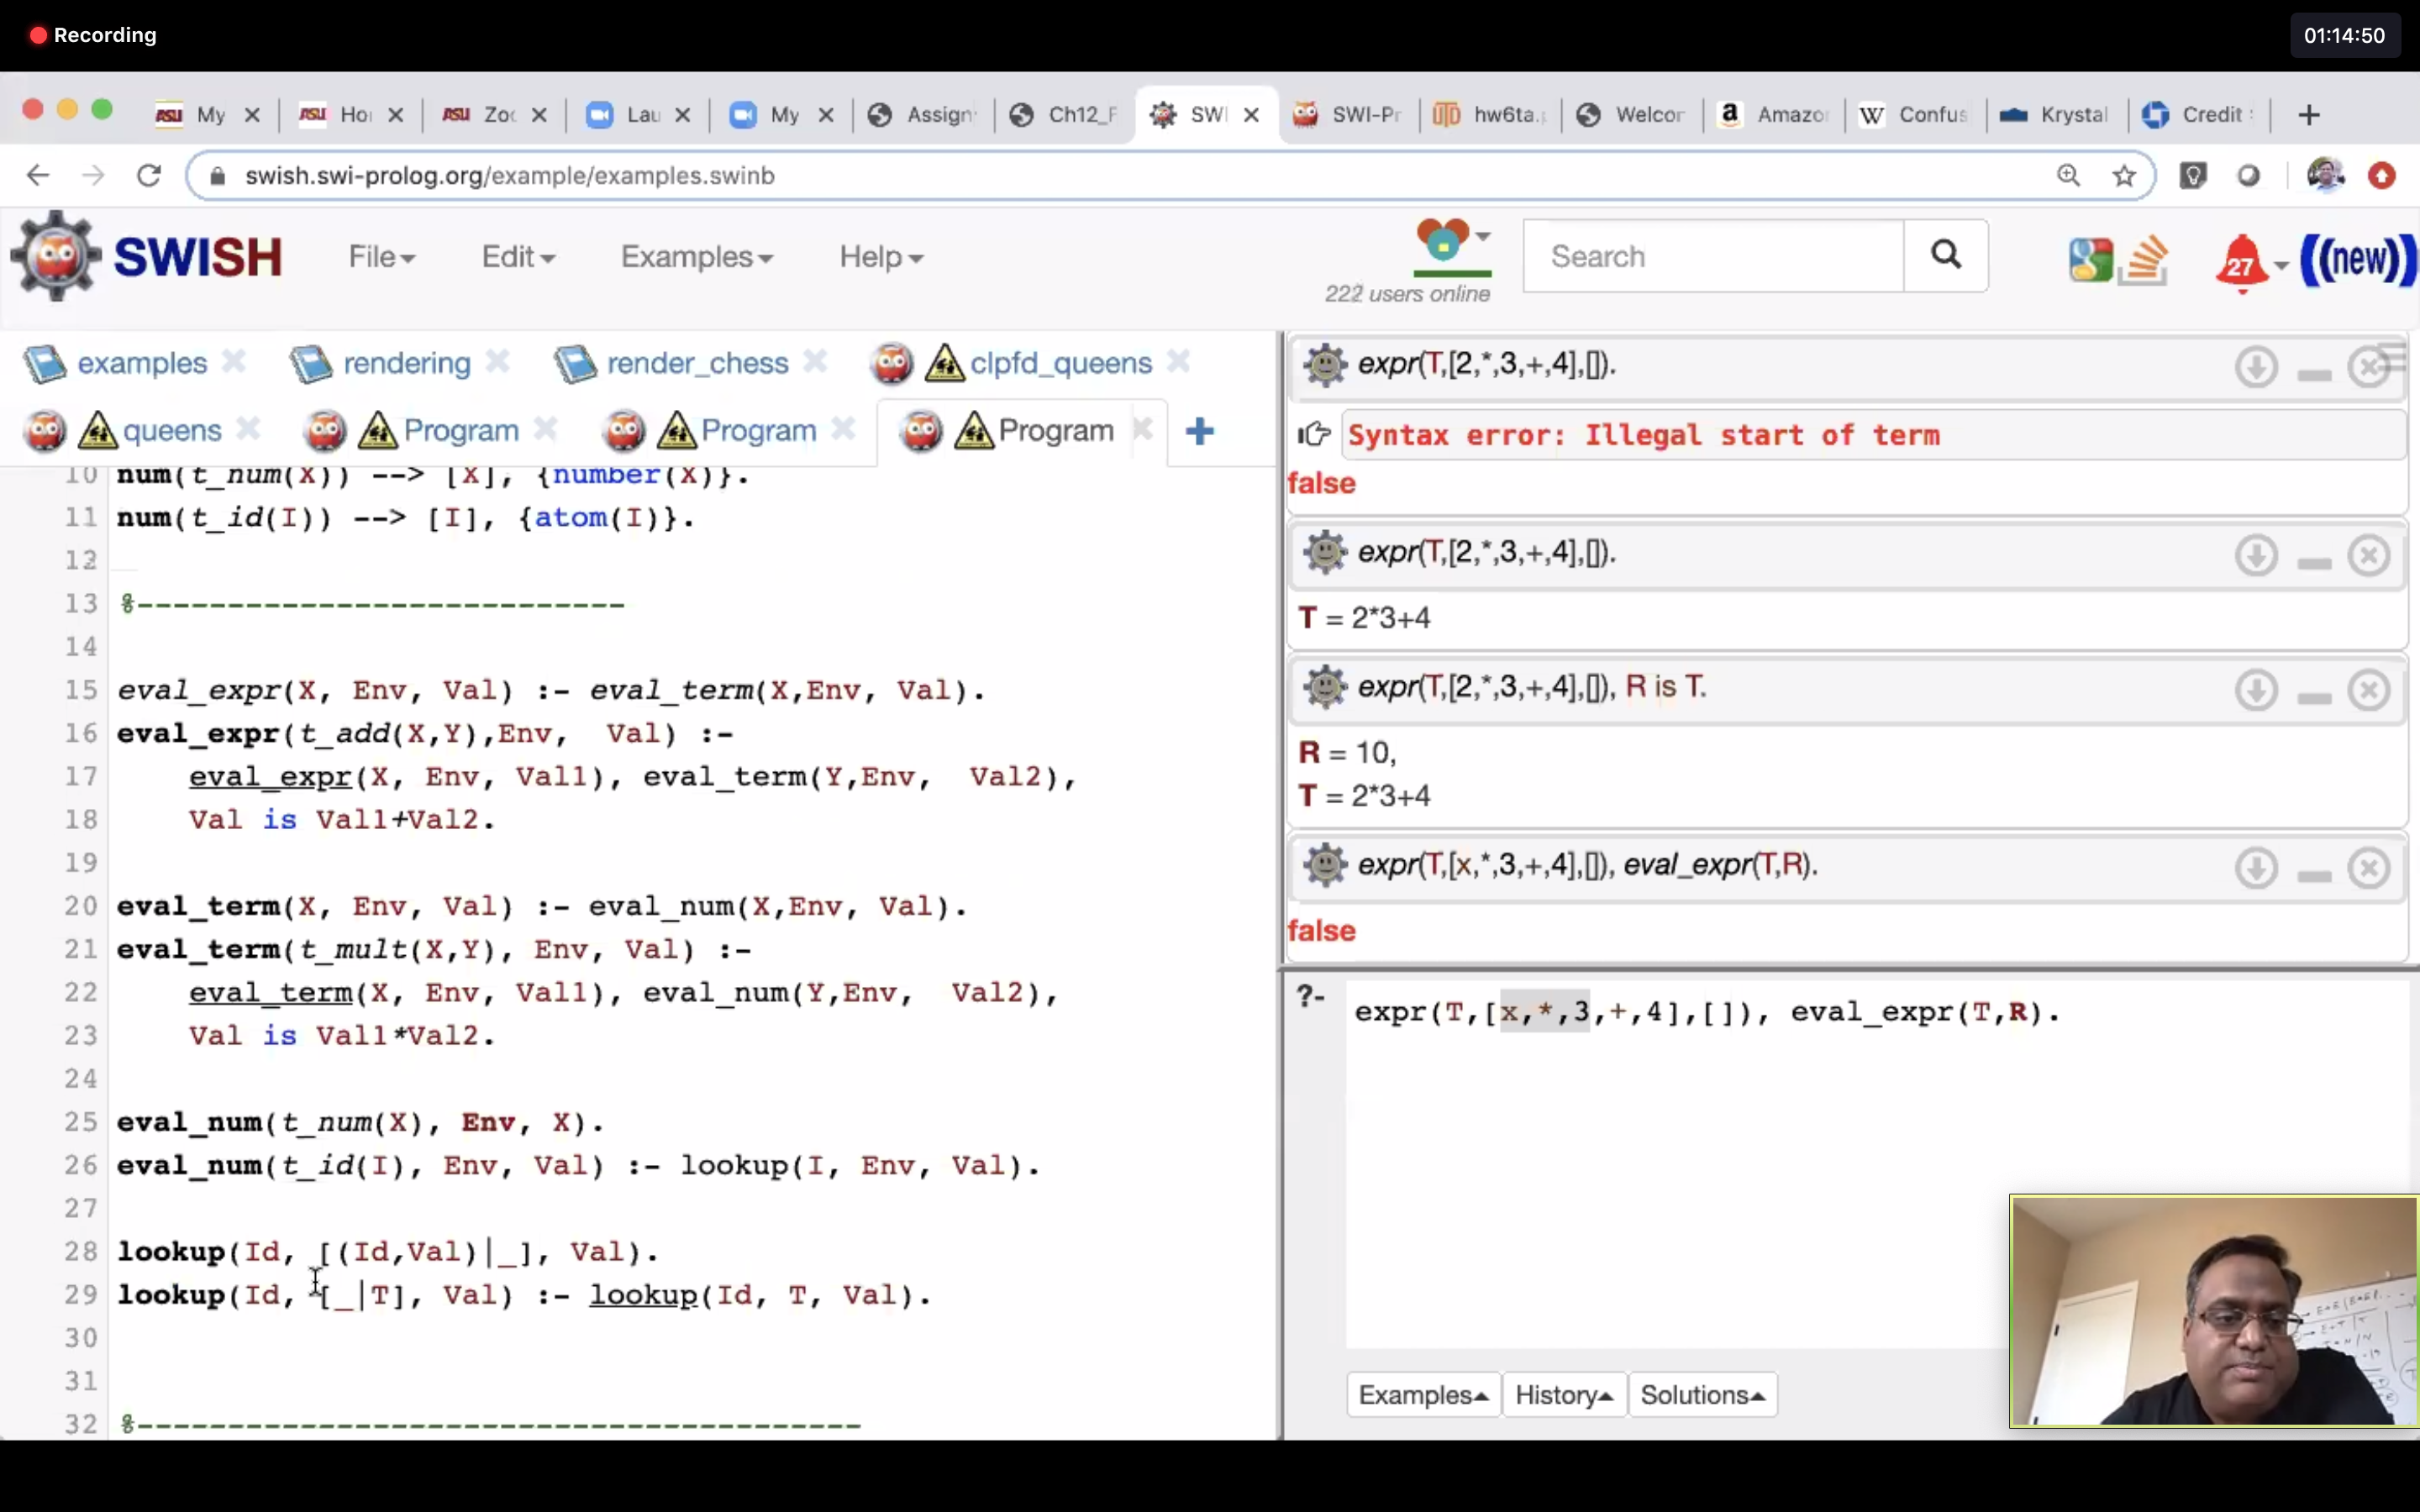 Recording
01:14:50
My
Ho
Zo
Lau
My
Assign
Ch12_F
SWI
SWI-Pr
hw6ta.
Welcor
Amazo
Confus
Krystal
Credit
swish.swi-prolog.org/example/examples.swinb
SWISH
File
Edit
Examples
Help
222 users online
Search
27
((new))
examples
rendering
render_chess
clpfd_queens
queens
Program
Program
Program
10 num(t_num(X)) --> [X], {number(X)}.
11 num(t_id(I)) --> [I], {atom(I)}.
12
13 %---------------------------
14
15 eval_expr(X, Env, Val) :- eval_term(X,Env, Val).
16 eval_expr(t_add(X,Y),Env,  Val) :-
17     eval_expr(X, Env, Val1), eval_term(Y,Env,  Val2),
18     Val is Val1+Val2.
19
20 eval_term(X, Env, Val) :- eval_num(X,Env, Val).
21 eval_term(t_mult(X,Y), Env, Val) :-
22     eval_term(X, Env, Val1), eval_num(Y,Env,  Val2),
23     Val is Val1*Val2.
24
25 eval_num(t_num(X), Env, X).
26 eval_num(t_id(I), Env, Val) :- lookup(I, Env, Val).
27
28 lookup(Id, [(Id,Val)|_], Val).
29 lookup(Id, [_|T], Val) :- lookup(Id, T, Val).
30
31
32 %----------------------------------------
expr(T,[2,*,3,+,4],[]).
Syntax error: Illegal start of term
false
expr(T,[2,*,3,+,4],[]).
T = 2*3+4
expr(T,[2,*,3,+,4],[]), R is T.
R = 10,
T = 2*3+4
expr(T,[x,*,3,+,4],[]), eval_expr(T,R).
false
?- expr(T,[x,*,3,+,4],[]), eval_expr(T,R).
Examples
History
Solutions